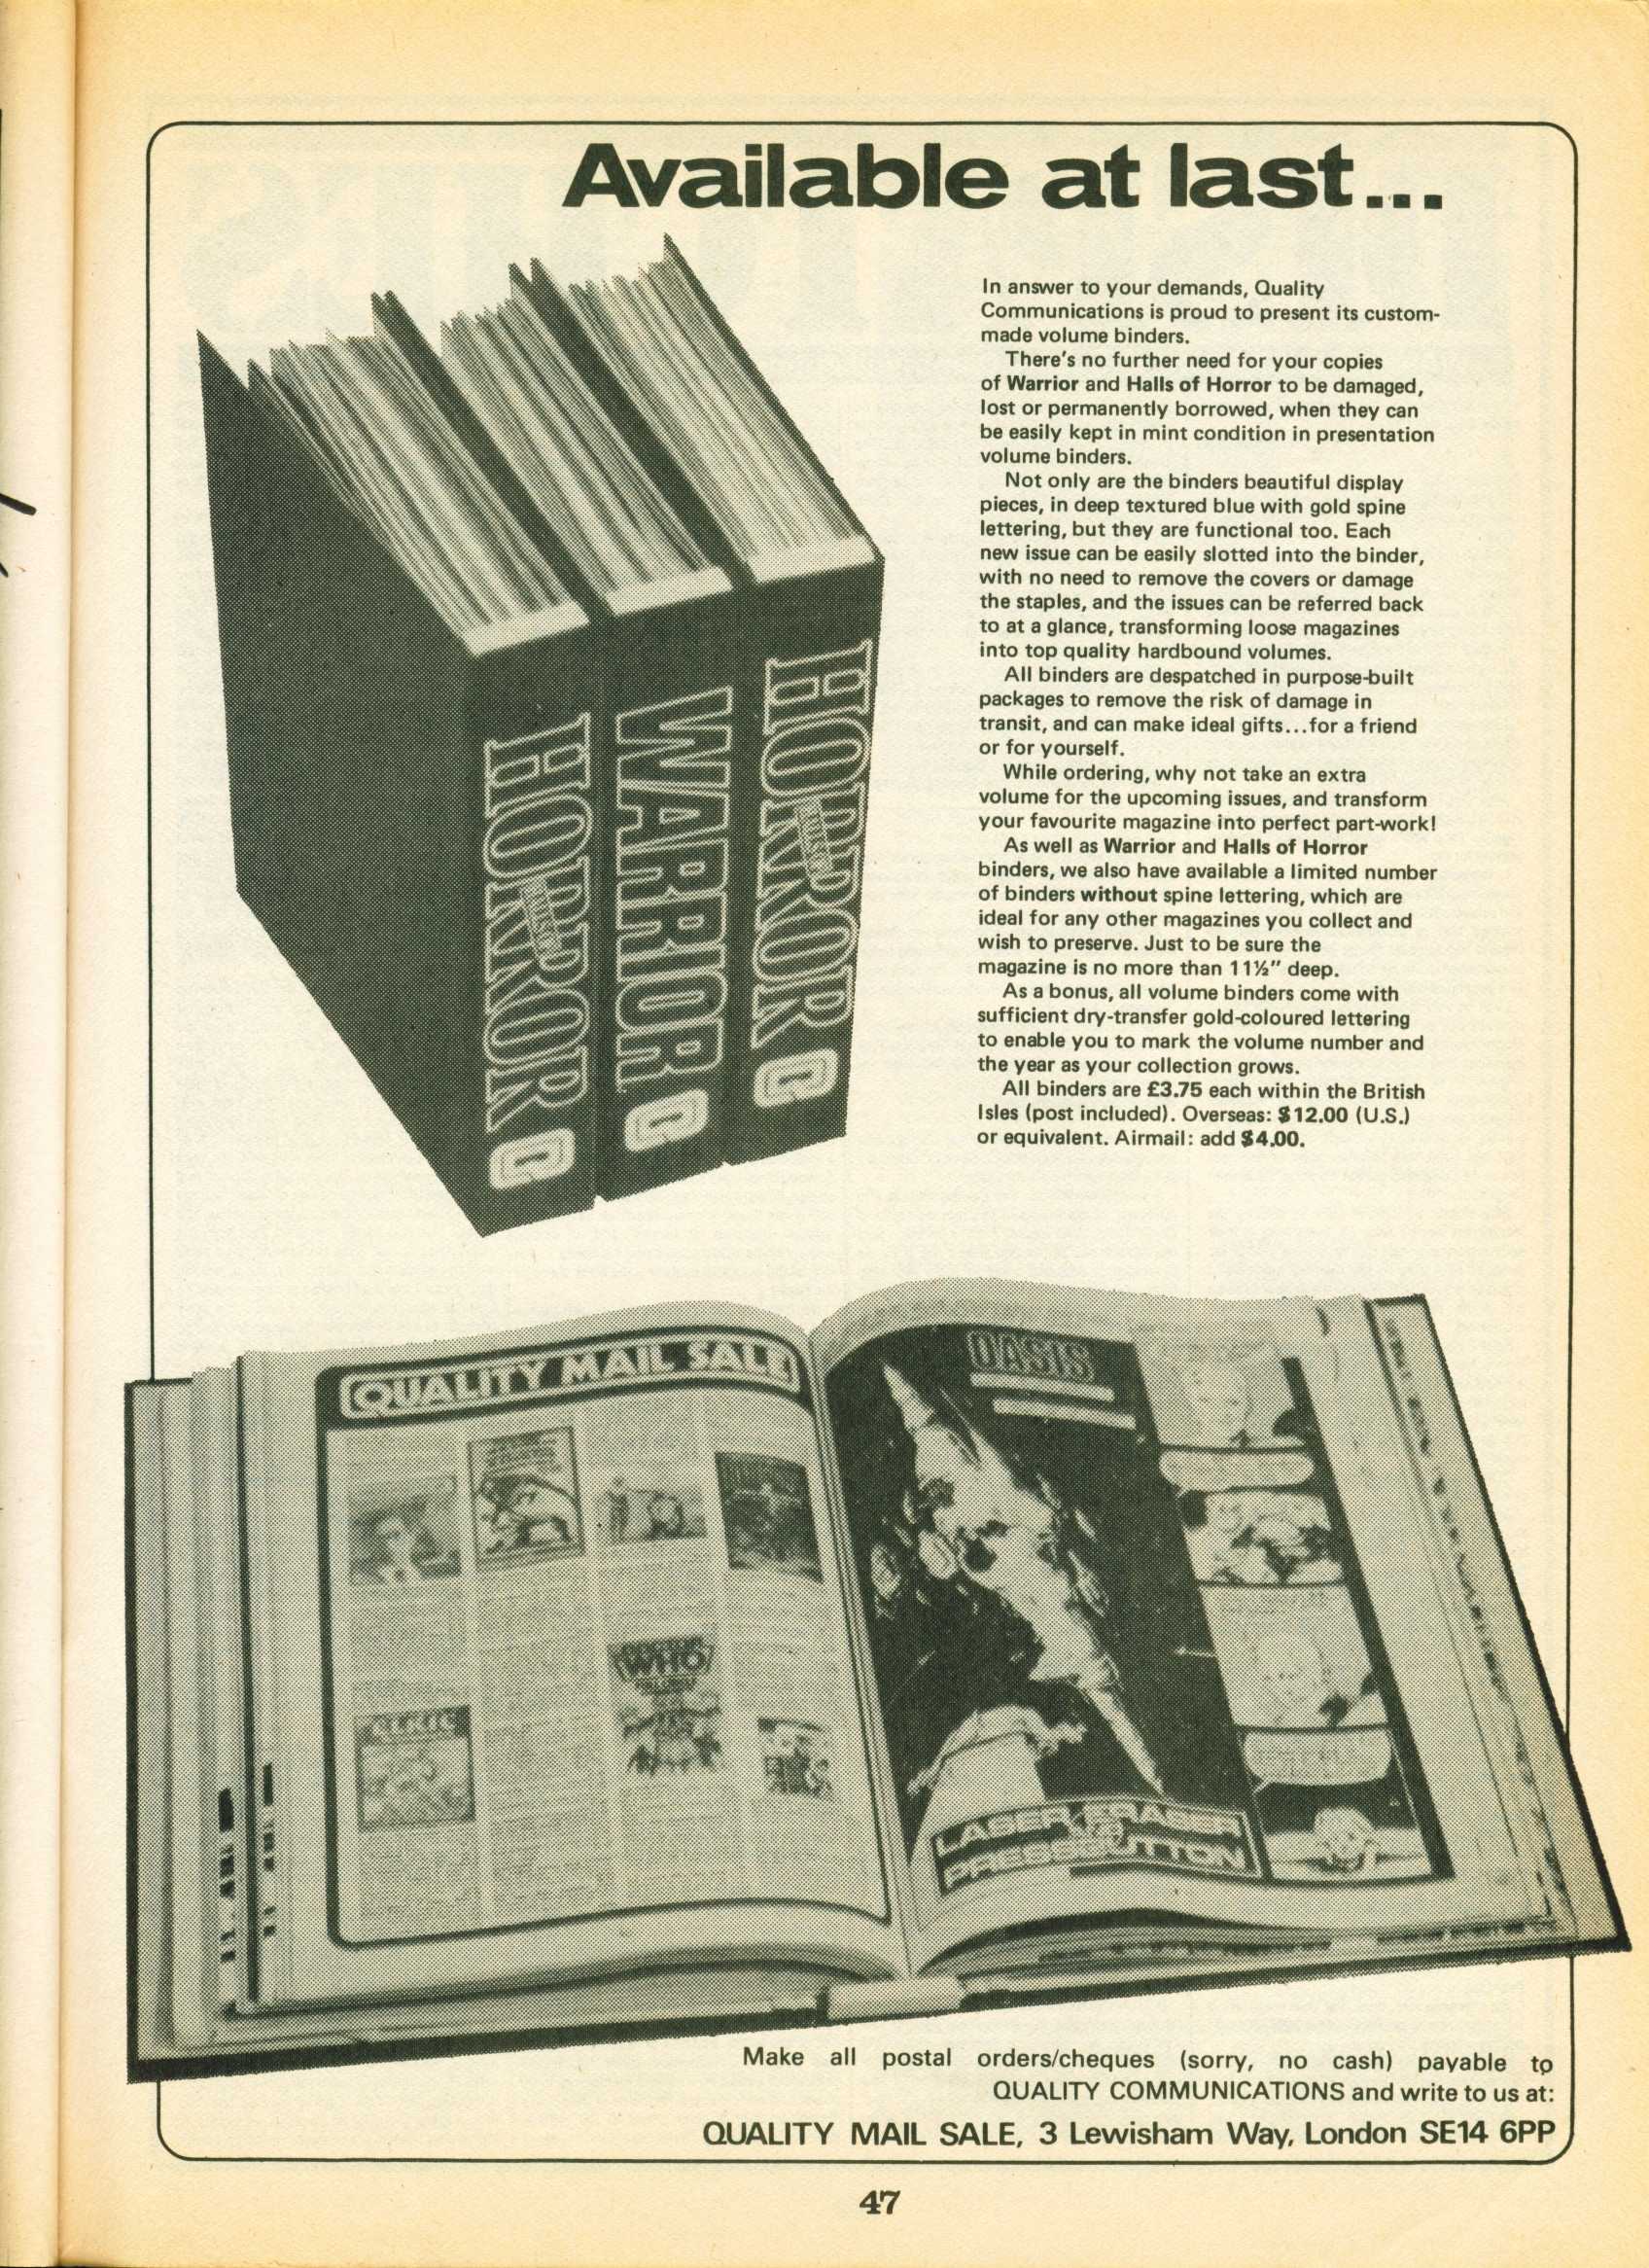 Available at last...
In answer to your demands, Quality
Communications is proud to present its custom-
made volume binders.
There's no further need for your copies
of Warrior and Halls of Horror to be damaged,
lost or permanently borrowed, when they can
be easily kept in mint condition in presentation
volume binders.
Not only are the binders beautiful display
pieces, in deep textured blue with gold spine
lettering, but they are functional too. Each
new issue can be easily slotted into the binder,
with no need to remove the covers or damage
the staples, and the issues can be referred back
to at a glance, transforming loose magazines
into top quality hardbound volumes.
All binders are despatched in purpose-built
packages to remove the risk of damage in
transit, and can make ideal gifts...for a friend
or for yourself.
While ordering, why not take an extra
volume for the upcoming issues, and transform
your favourite magazine into perfect part-work!
As well as Warrior and Halls of Horror
binders, we also have available a limited number
of binders without spine lettering, which are
ideal for any other magazines you collect and
wish to preserve. Just to be sure the
magazine is no more than 11½" deep.
As a bonus, all volume binders come with
sufficient dry-transfer gold-coloured lettering
to enable you to mark the volume number and
the year as your collection grows.
All binders are £3.75 each within the British
Isles (post included). Overseas: $12.00 (U.S.)
or equivalent. Airmail: add $4.00.
HORROR
WARRIOR
HORROR
QUALITY MAIL SALE
DOCTOR
WHO
ELRIC
OASIS
LASER ERASER
PRESSBUTTON
Make all postal orders/cheques (sorry, no cash) payable to
QUALITY COMMUNICATIONS and write to us at:
QUALITY MAIL SALE, 3 Lewisham Way, London SE14 6PP
47